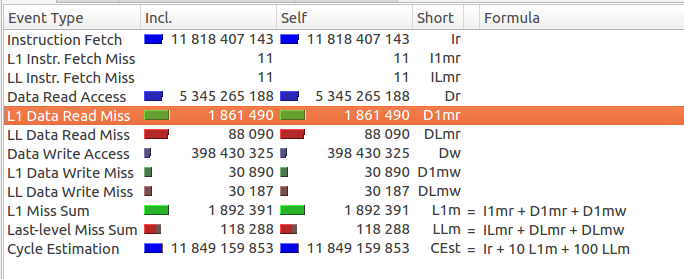 Event Type Incl. Self Short Formula
Instruction Fetch 11 818 407 143 11 818 407 143 Ir
L1 Instr. Fetch Miss 11 11 I1mr
LL Instr. Fetch Miss 11 11 ILmr
Data Read Access 5 345 265 188 5 345 265 188 Dr
L1 Data Read Miss 1 861 490 1 861 490 D1mr
LL Data Read Miss 88 090 88 090 DLmr
Data Write Access 398 430 325 398 430 325 Dw
L1 Data Write Miss 30 890 30 890 D1mw
LL Data Write Miss 30 187 30 187 DLmw
L1 Miss Sum 1 892 391 1 892 391 L1m = I1mr + D1mr + D1mw
Last-level Miss Sum 118 288 118 288 LLm = ILmr + DLmr + DLmw
Cycle Estimation 11 849 159 853 11 849 159 853 CEst = Ir + 10 L1m + 100 LLm